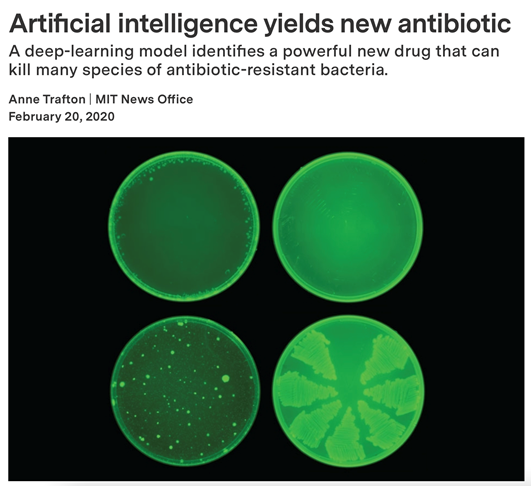 Artificial intelligence yields new antibiotic
A deep-learning model identifies a powerful new drug that can
kill many species of antibiotic-resistant bacteria.
Anne Trafton | MIT News Office
February 20, 2020